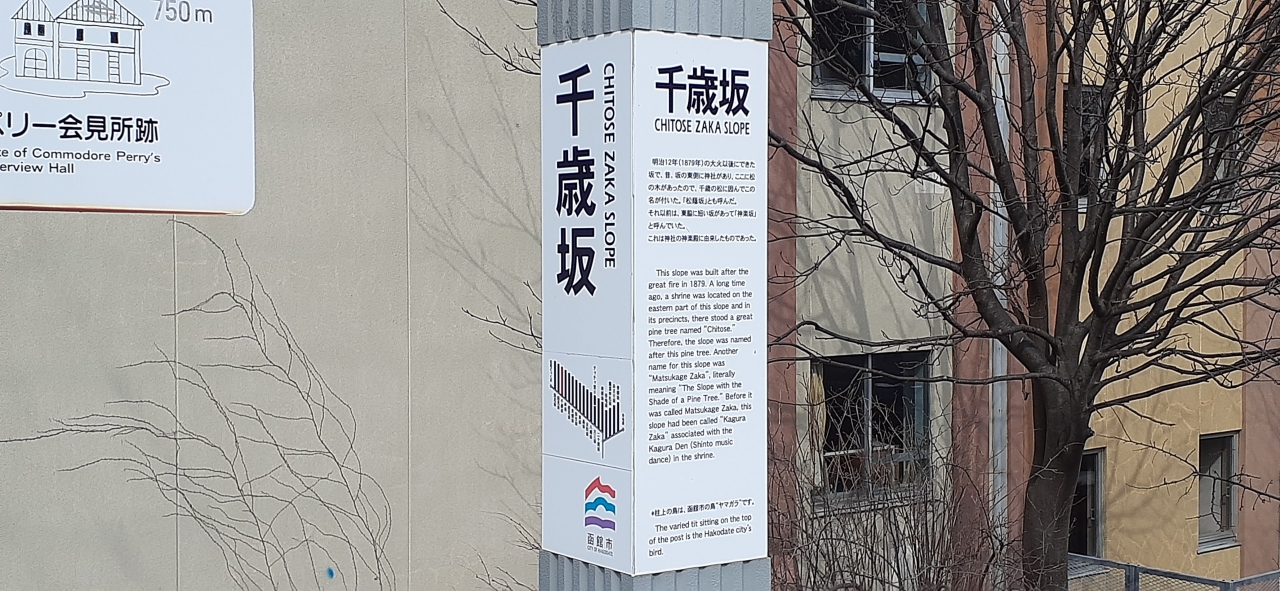 750m
ペリー会見所跡
te of Commodore Perry's
erview Hall
千歳坂
CHITOSE ZAKA SLOPE
函館市
CITY OF HAKODATE
千歳坂
CHITOSE ZAKA SLOPE
明治12年(1879年)の大火以後にできた
坂で、昔、坂の東側に神社があり、ここに松
の木があったので、千歳の松に因んでこの
名が付いた。「松蔭坂」とも呼んだ。
それ以前は、東脇に短い坂があって「神楽坂」
と呼んでいた。
これは神社の神楽殿に由来したものであった。
This slope was built after the
great fire in 1879. A long time
ago, a shrine was located on the
eastern part of this slope and in
its precincts, there stood a great
pine tree named "Chitose."
Therefore, the slope was named
after this pine tree. Another
name for this slope was
"Matsukage Zaka", literally
meaning "The Slope with the
Shade of a Pine Tree." Before it
was called Matsukage Zaka, this
slope had been called "Kagura
Zaka" associated with the
Kagura Den (Shinto music
dance) in the shrine.
*柱上の鳥は、函館市の鳥"ヤマガラ"です。
The varied tit sitting on the top
of the post is the Hakodate city's
bird.